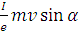 I/e mv sin α